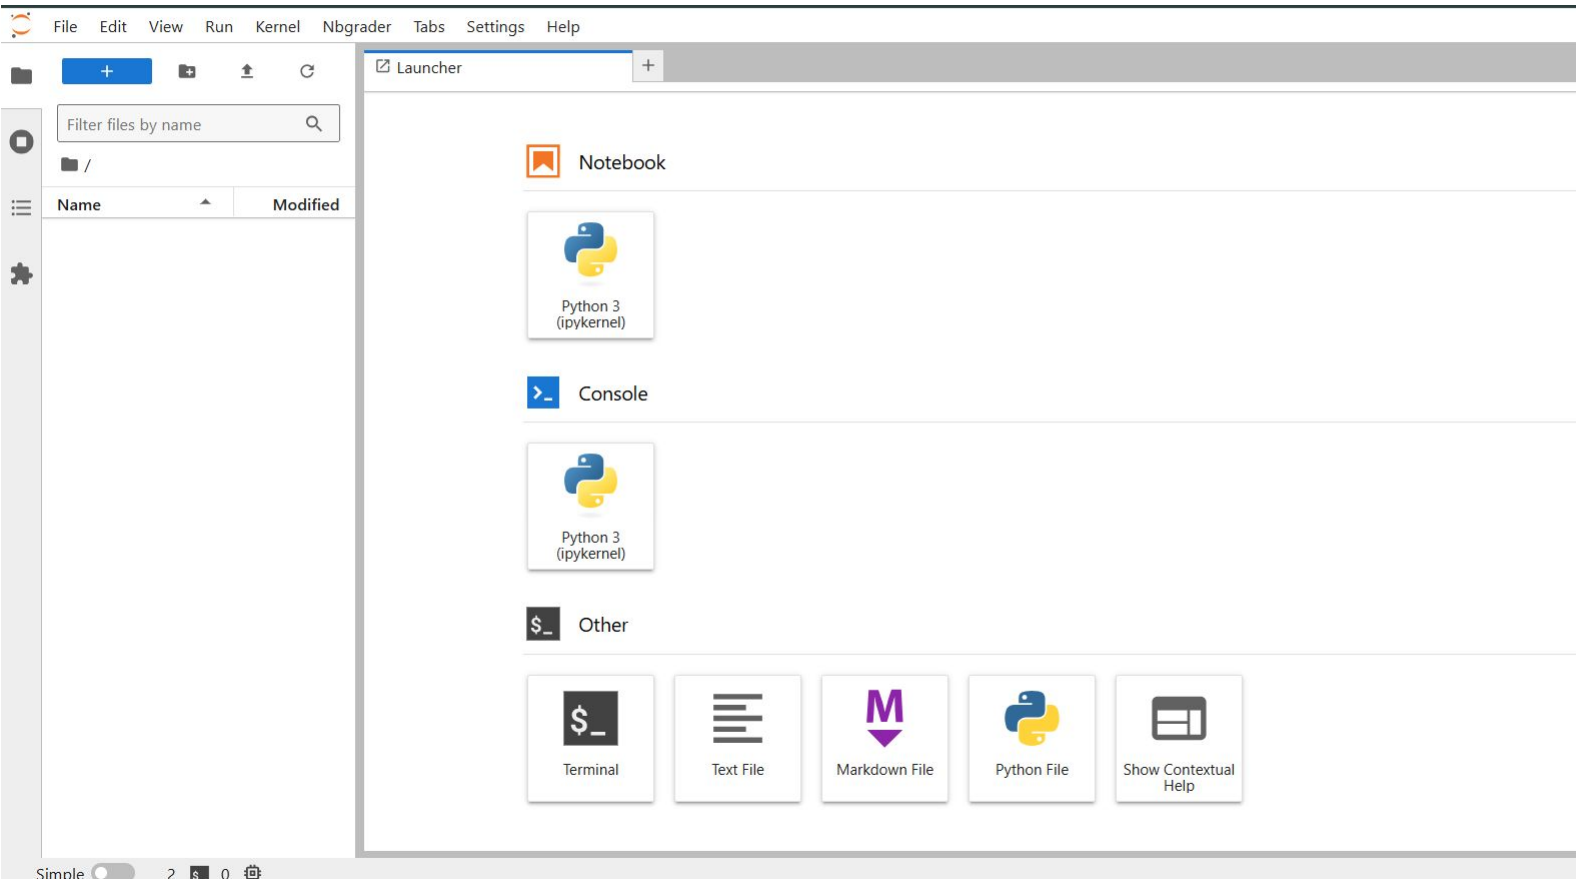 File Edit View Run Kernel Nbgrader Tabs Settings Help
+
Launcher
+
Filter files by name
/
Name Modified
Notebook
Python 3
(ipykernel)
Console
Python 3
(ipykernel)
$_ Other
$_
Terminal
Text File
M
Markdown File
Python File
Show Contextual
Help
Simple 2 $_ 0